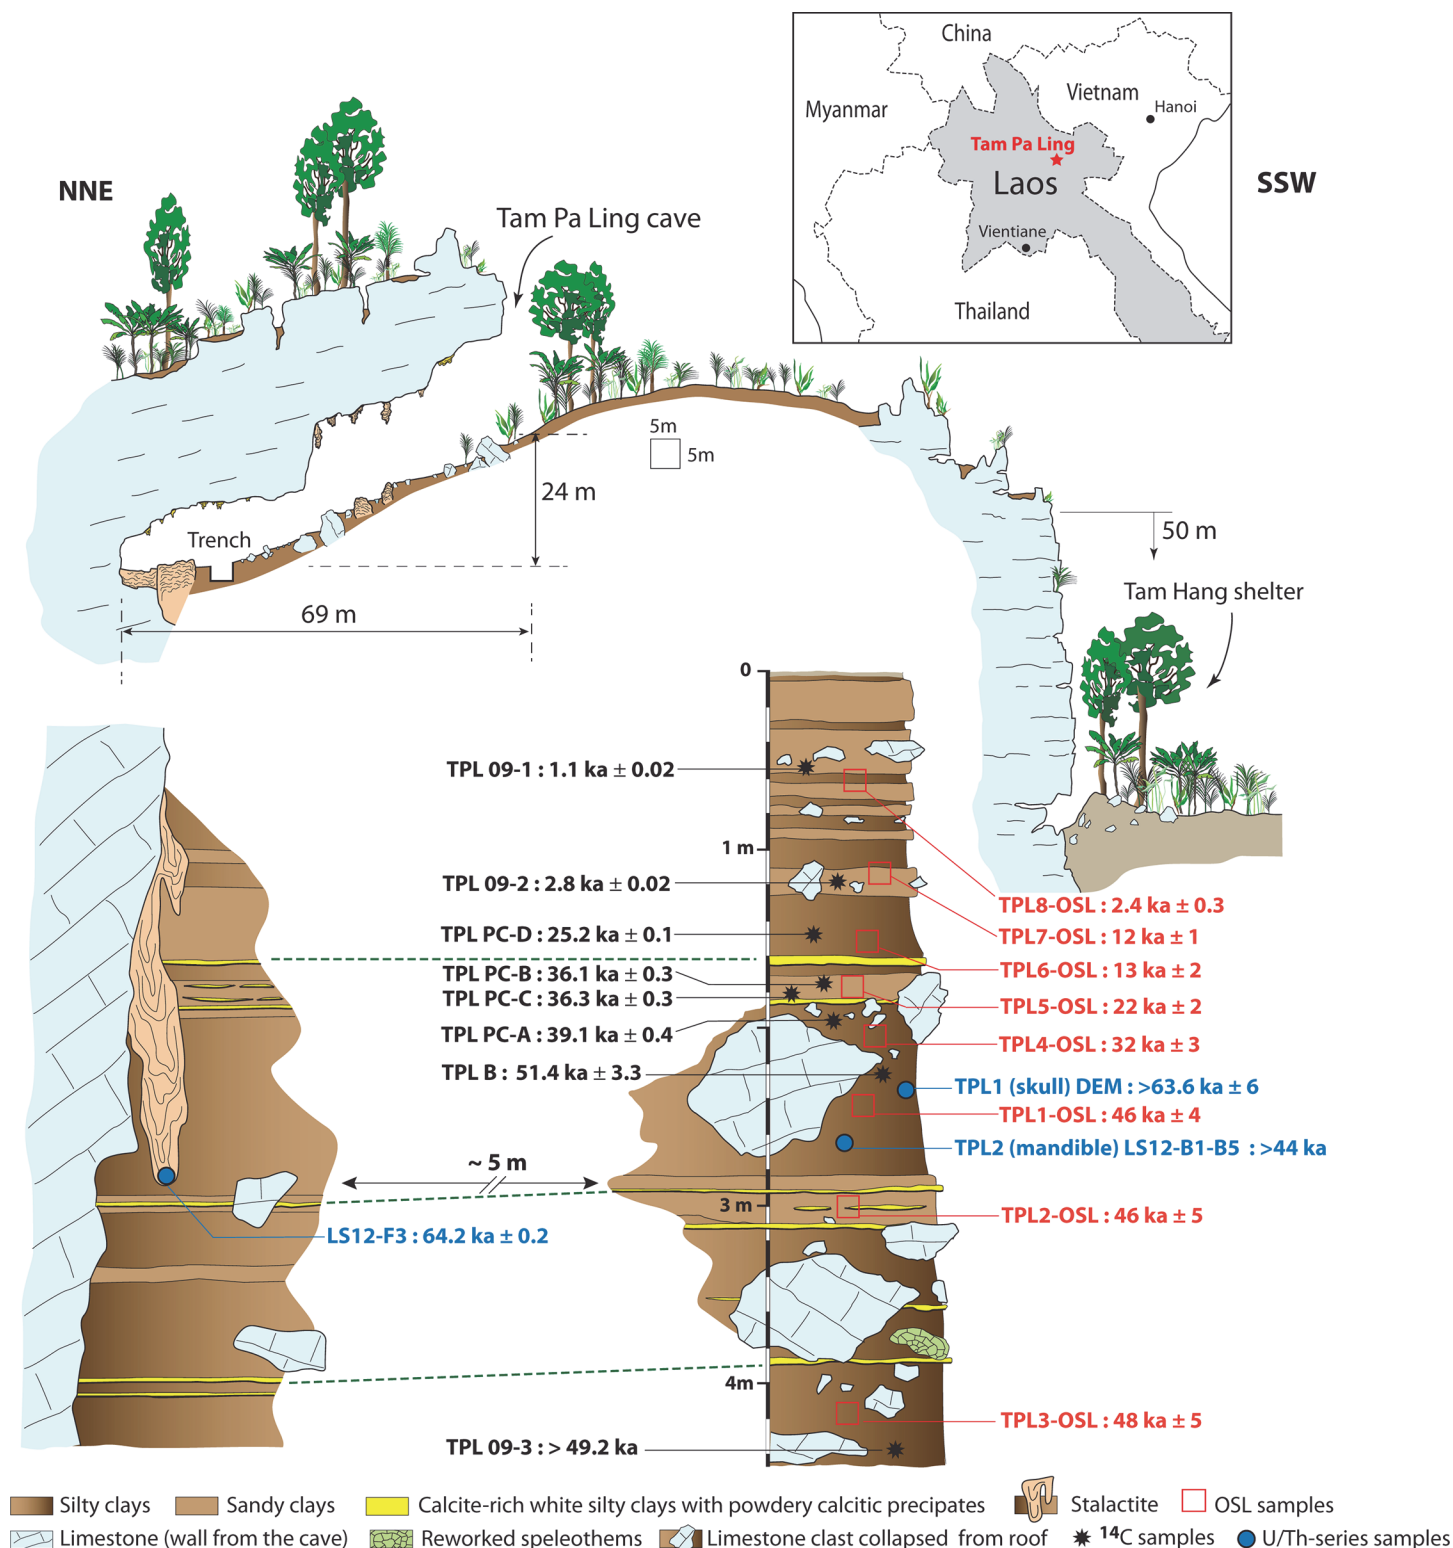 China
Vietnam
Myanmar
Hanoi
Tam Pa Ling
Laos
Vientiane
Thailand
NNE
SSW
Tam Pa Ling cave
5m
5m
24 m
50 m
Trench
Tam Hang shelter
69 m
0
TPL 09-1 : 1.1 ka ± 0.02
1 m
TPL 09-2 : 2.8 ka ± 0.02
TPL8-OSL : 2.4 ka ± 0.3
TPL PC-D : 25.2 ka ± 0.1
TPL7-OSL : 12 ka ± 1
TPL PC-B : 36.1 ka ± 0.3
TPL6-OSL : 13 ka ± 2
TPL PC-C : 36.3 ka ± 0.3
TPL5-OSL : 22 ka ± 2
TPL PC-A : 39.1 ka ± 0.4
TPL4-OSL : 32 ka ± 3
TPL B : 51.4 ka ± 3.3
TPL1 (skull) DEM : >63.6 ka ± 6
TPL1-OSL : 46 ka ± 4
TPL2 (mandible) LS12-B1-B5 : >44 ka
~ 5 m
3 m
TPL2-OSL : 46 ka ± 5
LS12-F3 : 64.2 ka ± 0.2
4m
TPL3-OSL : 48 ka ± 5
TPL 09-3 : > 49.2 ka
Silty clays
Sandy clays
Calcite-rich white silty clays with powdery calcitic precipates
Stalactite
OSL samples
Limestone (wall from the cave)
Reworked speleothems
Limestone clast collapsed from roof
¹⁴C samples
U/Th-series samples